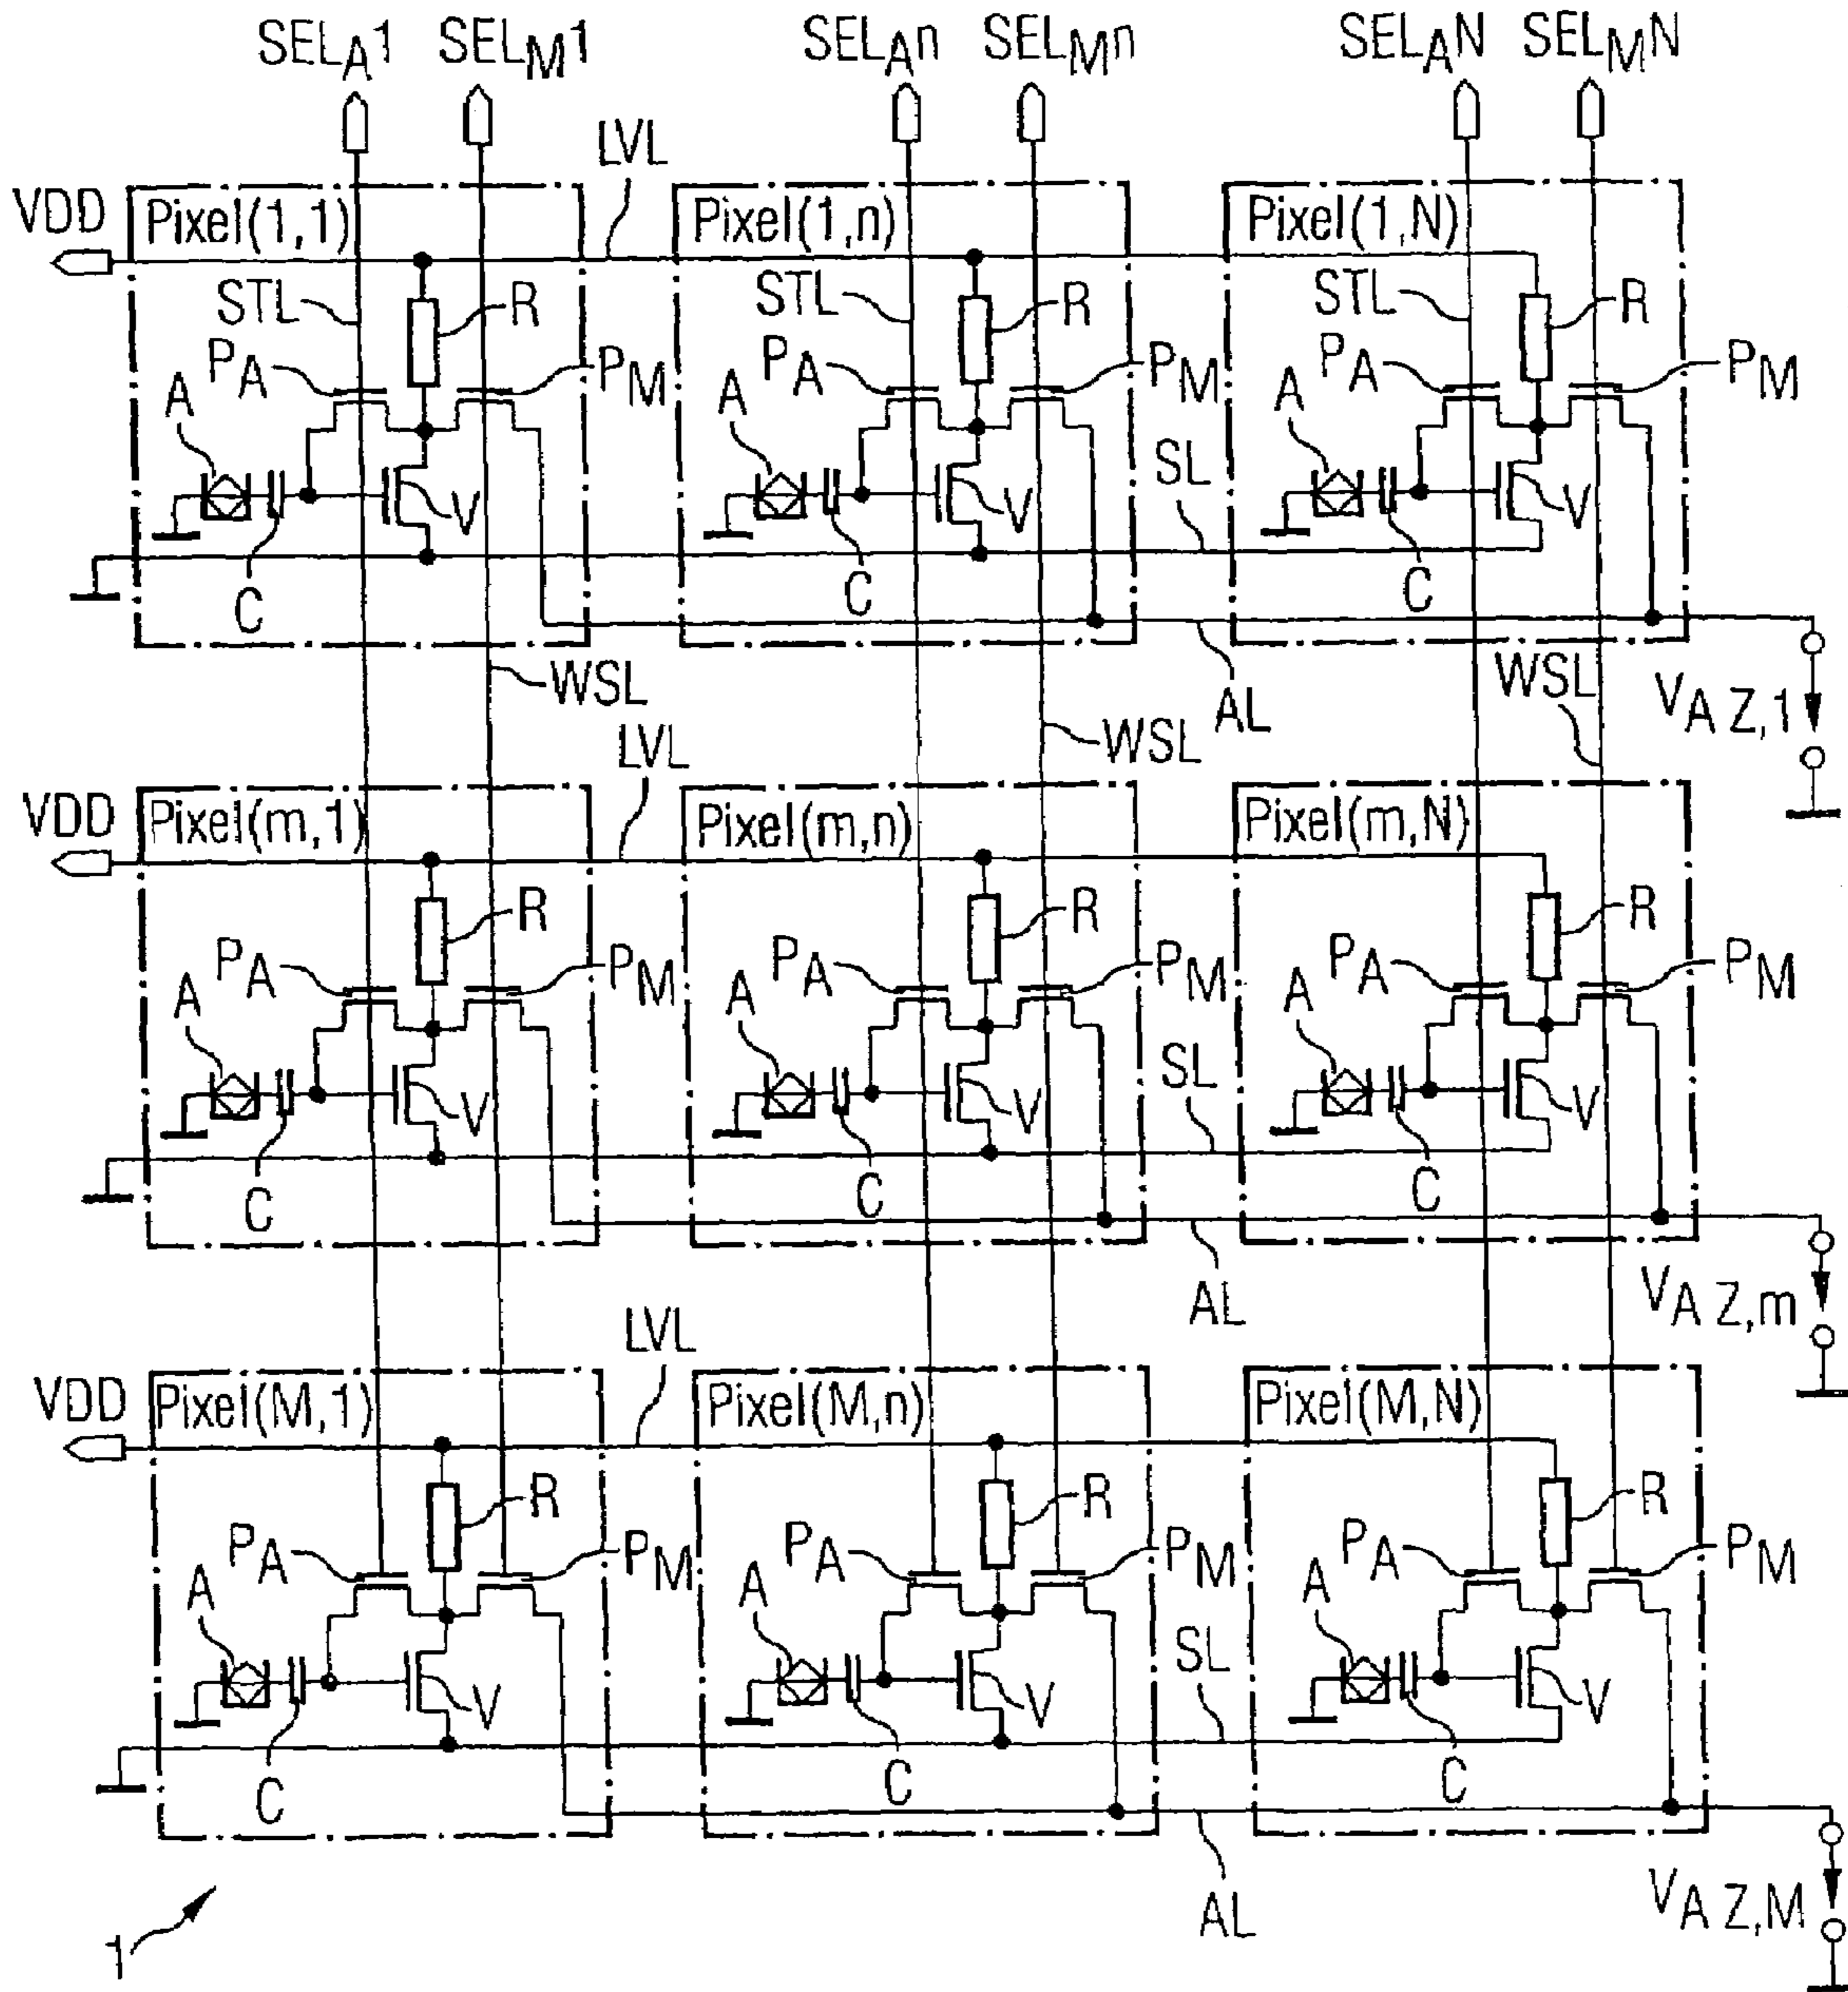 SELA1 SELM1 SELAn SELMn SELAN SELMN
LVL
VDD Pixel(1,1) Pixel(1,n) Pixel(1,N)
STL R STL R STL R
PA PM PA PM PA PM
A A A
SL
V V V
C C C
WSL WSL WSL
AL
VA Z,1
LVL
VDD Pixel(m,1) Pixel(m,n) Pixel(m,N)
R R R
PA PM PA PM PA PM
A A A
SL
V V V
C C C
AL
VA Z,m
LVL
VDD Pixel(M,1) Pixel(M,n) Pixel(M,N)
R R R
PA PM PA PM PA PM
A A A
SL
V V V
C C C
AL
VA Z,M
1